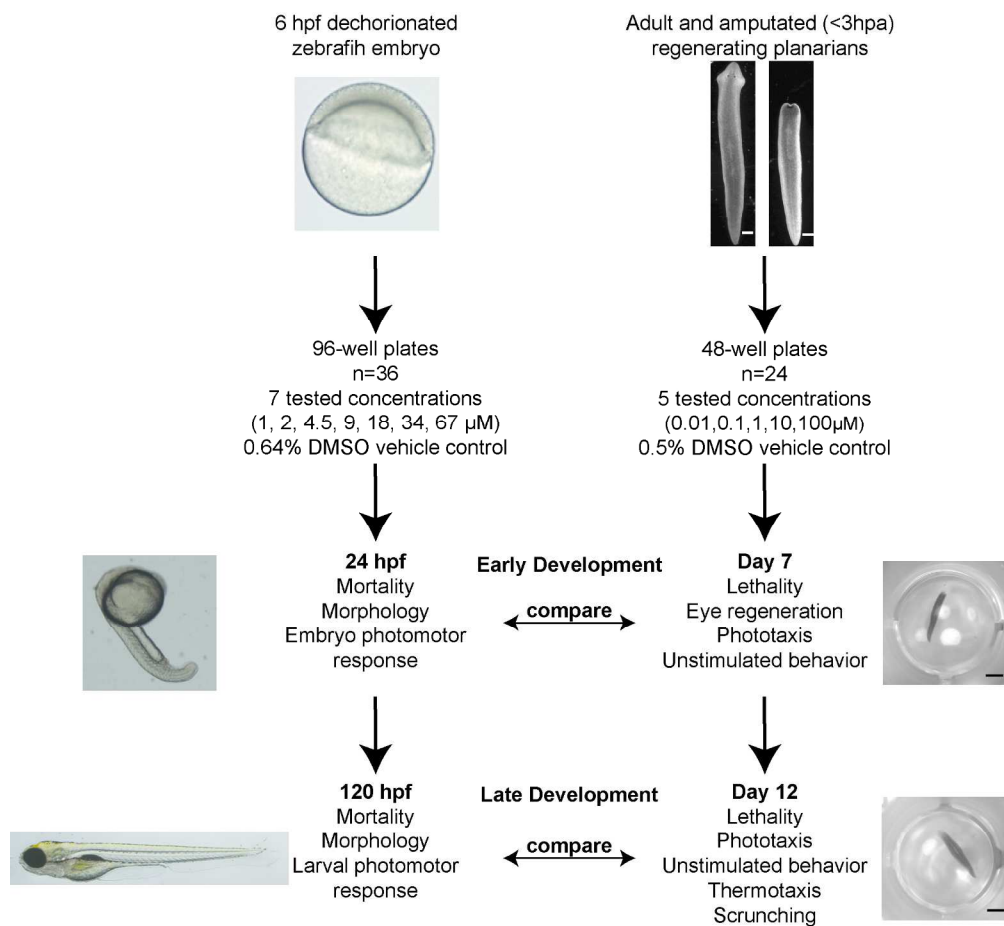 6 hpf dechorionated
zebrafih embryo
Adult and amputated (<3hpa)
regenerating planarians
96-well plates
n=36
7 tested concentrations
(1, 2, 4.5, 9, 18, 34, 67 µM)
0.64% DMSO vehicle control
48-well plates
n=24
5 tested concentrations
(0.01,0.1,1,10,100µM)
0.5% DMSO vehicle control
24 hpf
Mortality
Morphology
Embryo photomotor
response
Early Development
compare
Day 7
Lethality
Eye regeneration
Phototaxis
Unstimulated behavior
120 hpf
Mortality
Morphology
Larval photomotor
response
Late Development
compare
Day 12
Lethality
Phototaxis
Unstimulated behavior
Thermotaxis
Scrunching